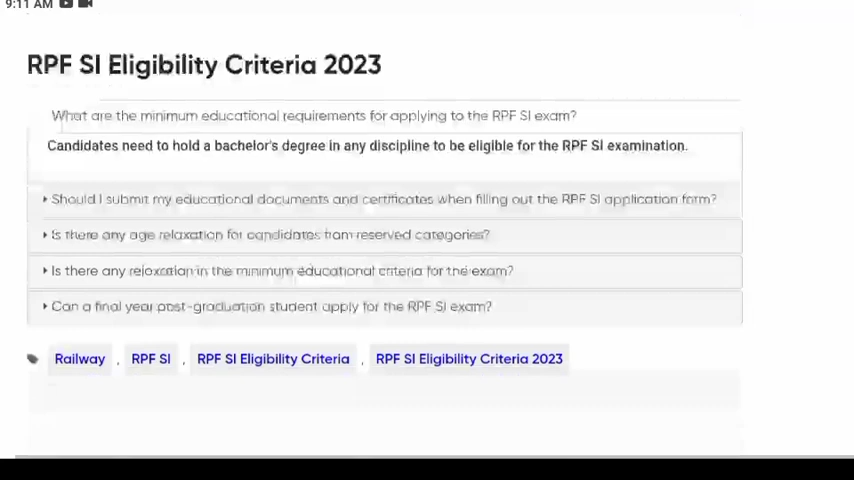 9:11 AM
RPF SI Eligibility Criteria 2023
What are the minimum educational requirements for applying to the RPF SI exam?
Candidates need to hold a bachelor's degree in any discipline to be eligible for the RPF SI examination.
Should I submit my educational documents and certificates when filling out the RPF SI application form?
Is there any age relaxation for candidates from reserved categories?
Is there any relaxation in the minimum educational criteria for the exam?
Can a final year post-graduation student apply for the RPF SI exam?
Railway , RPF SI , RPF SI Eligibility Criteria , RPF SI Eligibility Criteria 2023